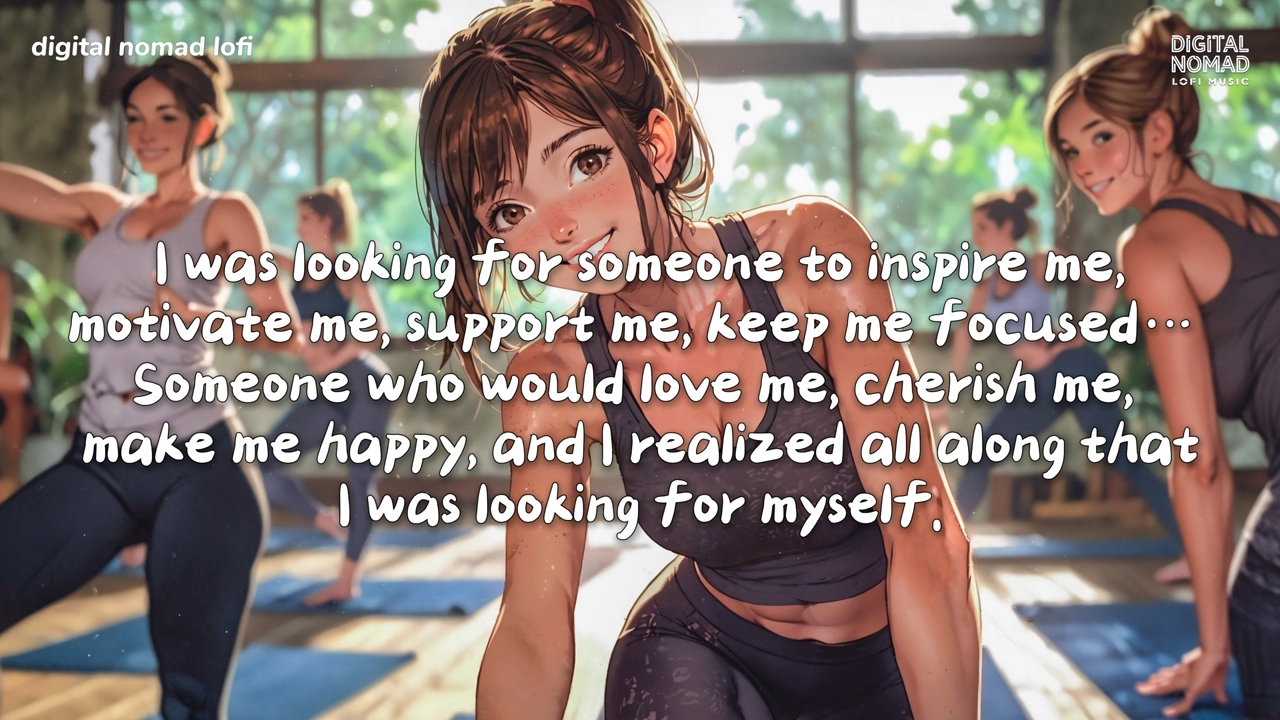 digital nomad lofi
DIGITAL
NOMAD
LOFI MUSIC
I was looking for someone to inspire me,
motivate me, support me, keep me focused...
Someone who would love me, cherish me,
make me happy, and I realized all along that
I was looking for myself.